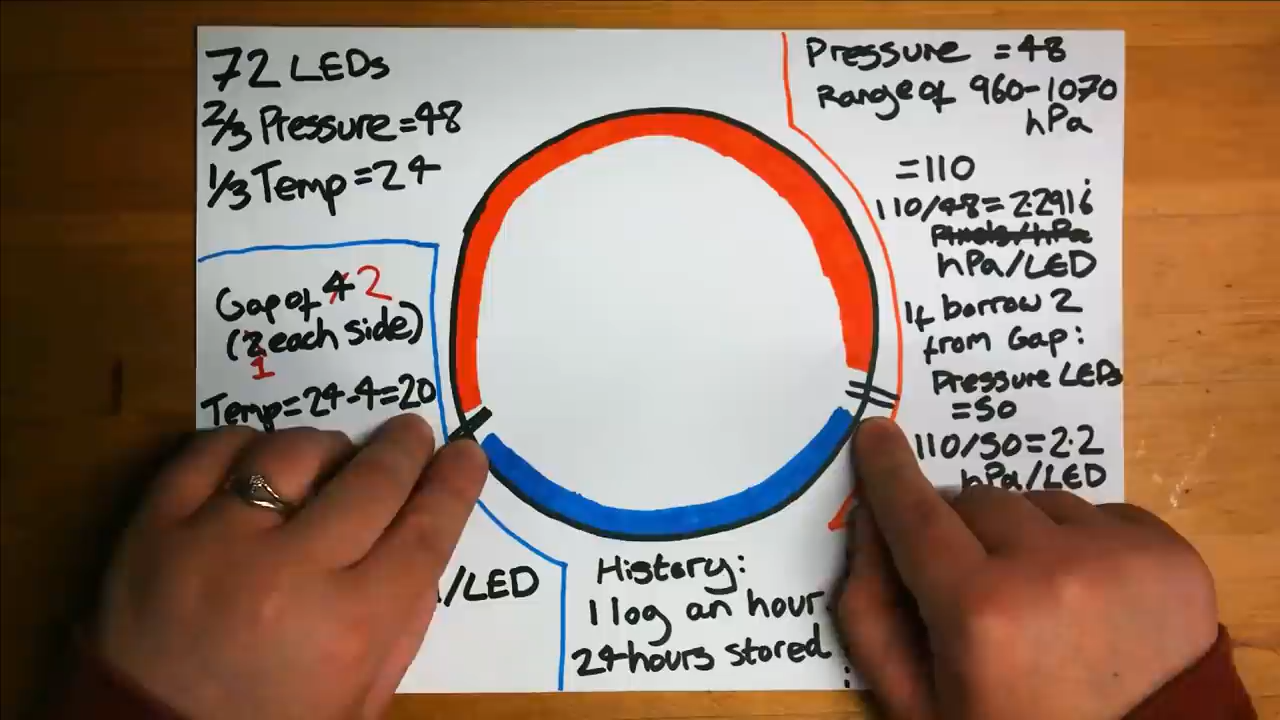 72 LEDs
2/3 Pressure=48
1/3 Temp=24
Gap of 4 2
(2 each side)
1
Temp=24-4=20
/LED
History:
1 log an hour
24hours stored
Pressure =48
Range of 960-1070
hPa
=110
110/48=2.2916
Pixels/hPa
hPa/LED
If borrow 2
from Gap:
Pressure LEDs
=50
110/50=2.2
hPa/LED